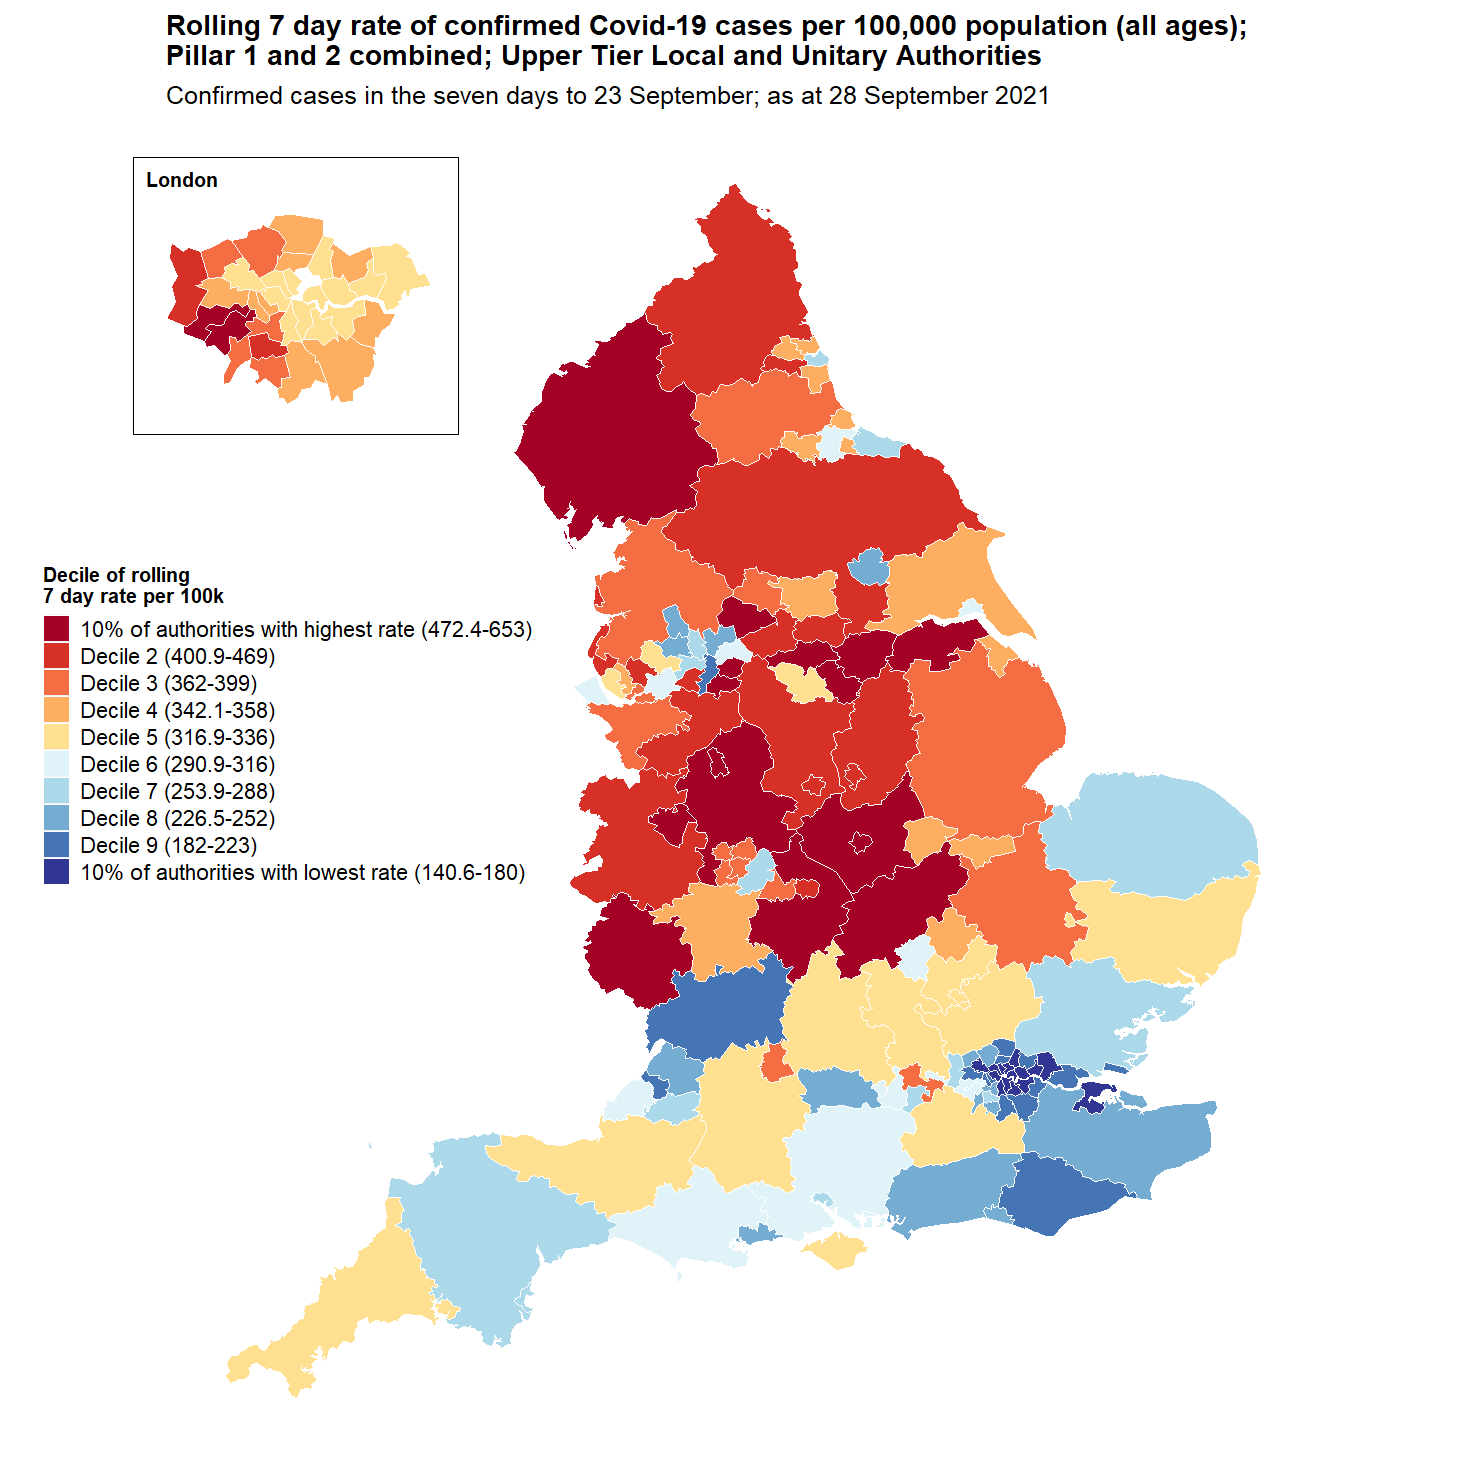 Rolling 7 day rate of confirmed Covid-19 cases per 100,000 population (all ages);
Pillar 1 and 2 combined; Upper Tier Local and Unitary Authorities
Confirmed cases in the seven days to 23 September; as at 28 September 2021
London
Decile of rolling
7 day rate per 100k
10% of authorities with highest rate (472.4-653)
Decile 2 (400.9-469)
Decile 3 (362-399)
Decile 4 (342.1-358)
Decile 5 (316.9-336)
Decile 6 (290.9-316)
Decile 7 (253.9-288)
Decile 8 (226.5-252)
Decile 9 (182-223)
10% of authorities with lowest rate (140.6-180)